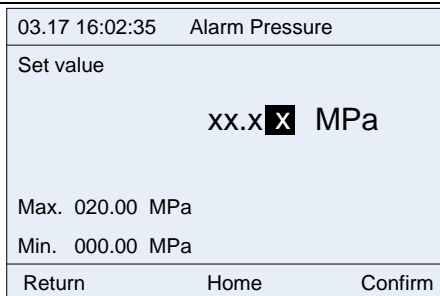 03.17 16:02:35 Alarm Pressure
Set value
xx.xx MPa
Max. 020.00 MPa
Min. 000.00 MPa
Return Home Confirm